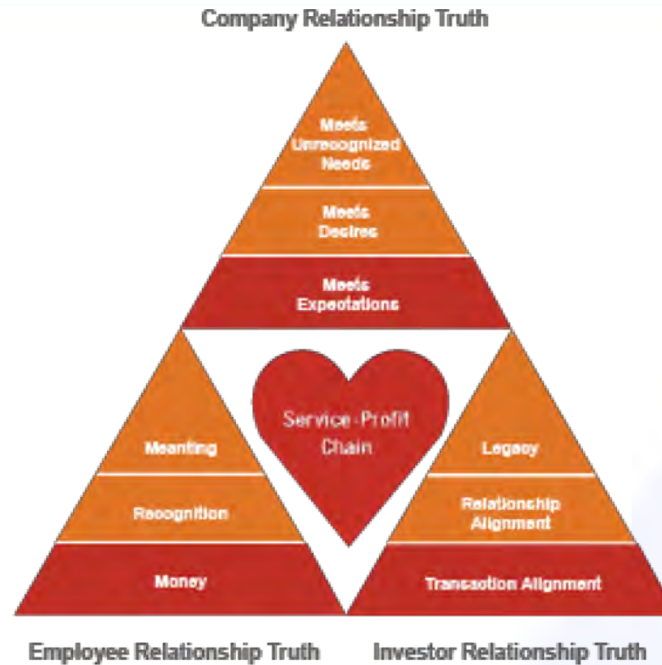 Company Relationship Truth
Meets
Unrecognized
Needs
Meets
Desires
Meets
Expectations
Service-Profit
Chain
Meanting
Recognition
Money
Legacy
Relationship
Alignment
Transaction Alignment
Employee Relationship Truth
Investor Relationship Truth